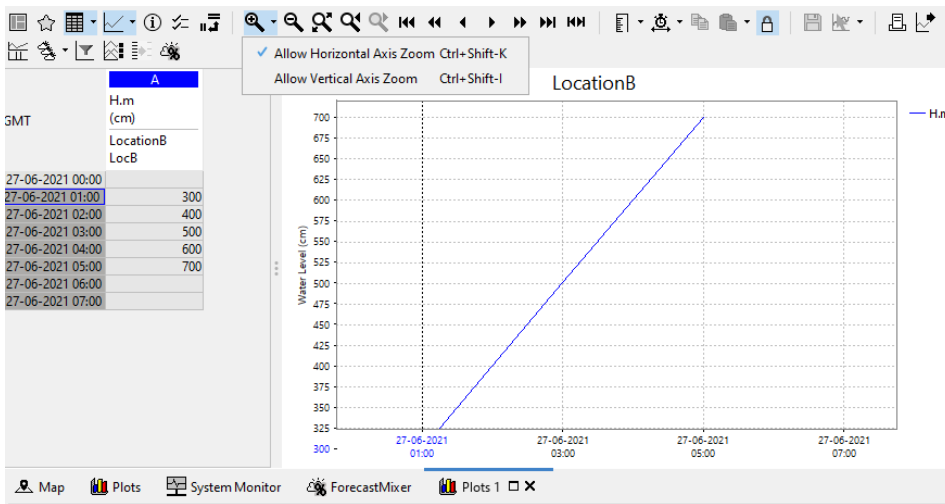 Allow Horizontal Axis Zoom Ctrl+Shift-K
Allow Vertical Axis Zoom Ctrl+Shift-I
A
GMT
H.m
(cm)
LocationB
LocB
27-06-2021 00:00
27-06-2021 01:00 300
27-06-2021 02:00 400
27-06-2021 03:00 500
27-06-2021 04:00 600
27-06-2021 05:00 700
27-06-2021 06:00
27-06-2021 07:00
LocationB
H.m
Water Level (cm)
700
675
650
625
600
575
550
525
500
475
450
425
400
375
350
325
300
27-06-2021 27-06-2021 27-06-2021 27-06-2021
01:00 03:00 05:00 07:00
Map Plots System Monitor ForecastMixer Plots 1